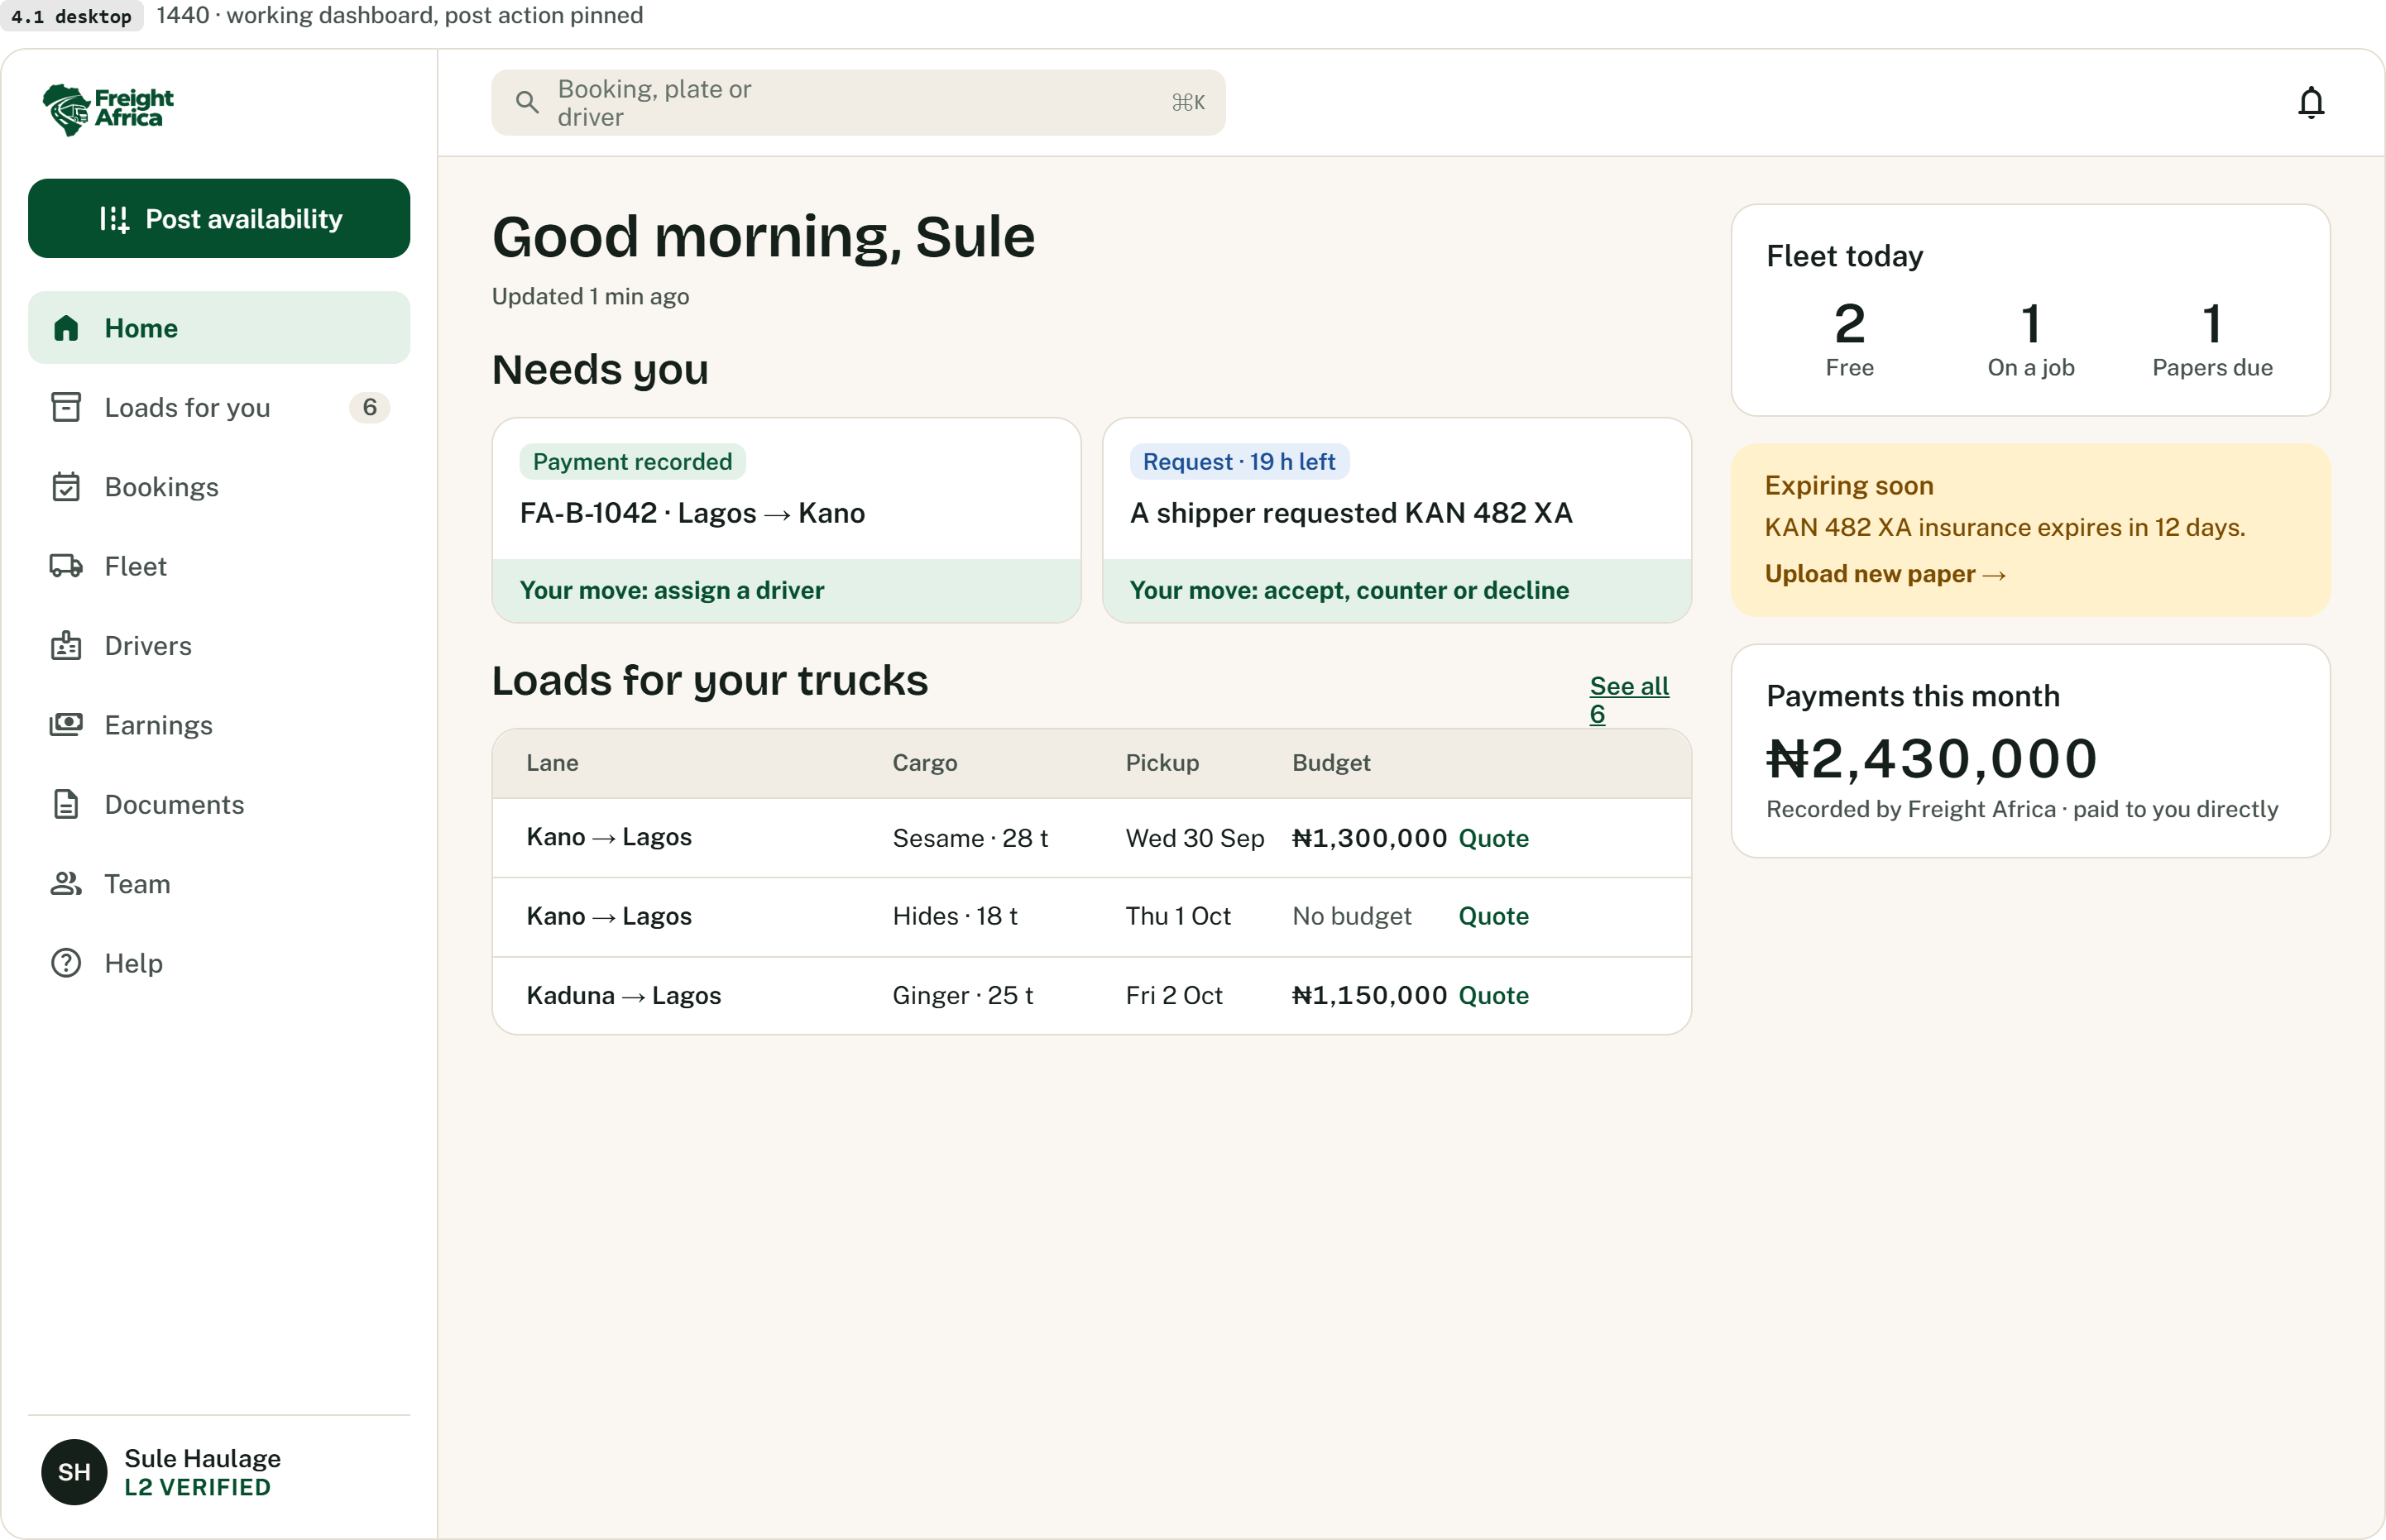 4.1 desktop 1440 · working dashboard, post action pinned
Freight
Africa
Post availability
Home
Loads for you 6
Bookings
Fleet
Drivers
Earnings
Documents
Team
Help
SH
Sule Haulage
L2 VERIFIED
Booking, plate or
driver
⌘K
Good morning, Sule
Updated 1 min ago
Needs you
Payment recorded
FA-B-1042 · Lagos → Kano
Your move: assign a driver
Request · 19 h left
A shipper requested KAN 482 XA
Your move: accept, counter or decline
Loads for your trucks
See all
6
Lane Cargo Pickup Budget
Kano → Lagos Sesame · 28 t Wed 30 Sep ₦1,300,000 Quote
Kano → Lagos Hides · 18 t Thu 1 Oct No budget Quote
Kaduna → Lagos Ginger · 25 t Fri 2 Oct ₦1,150,000 Quote
Fleet today
2 1 1
Free On a job Papers due
Expiring soon
KAN 482 XA insurance expires in 12 days.
Upload new paper →
Payments this month
₦2,430,000
Recorded by Freight Africa · paid to you directly